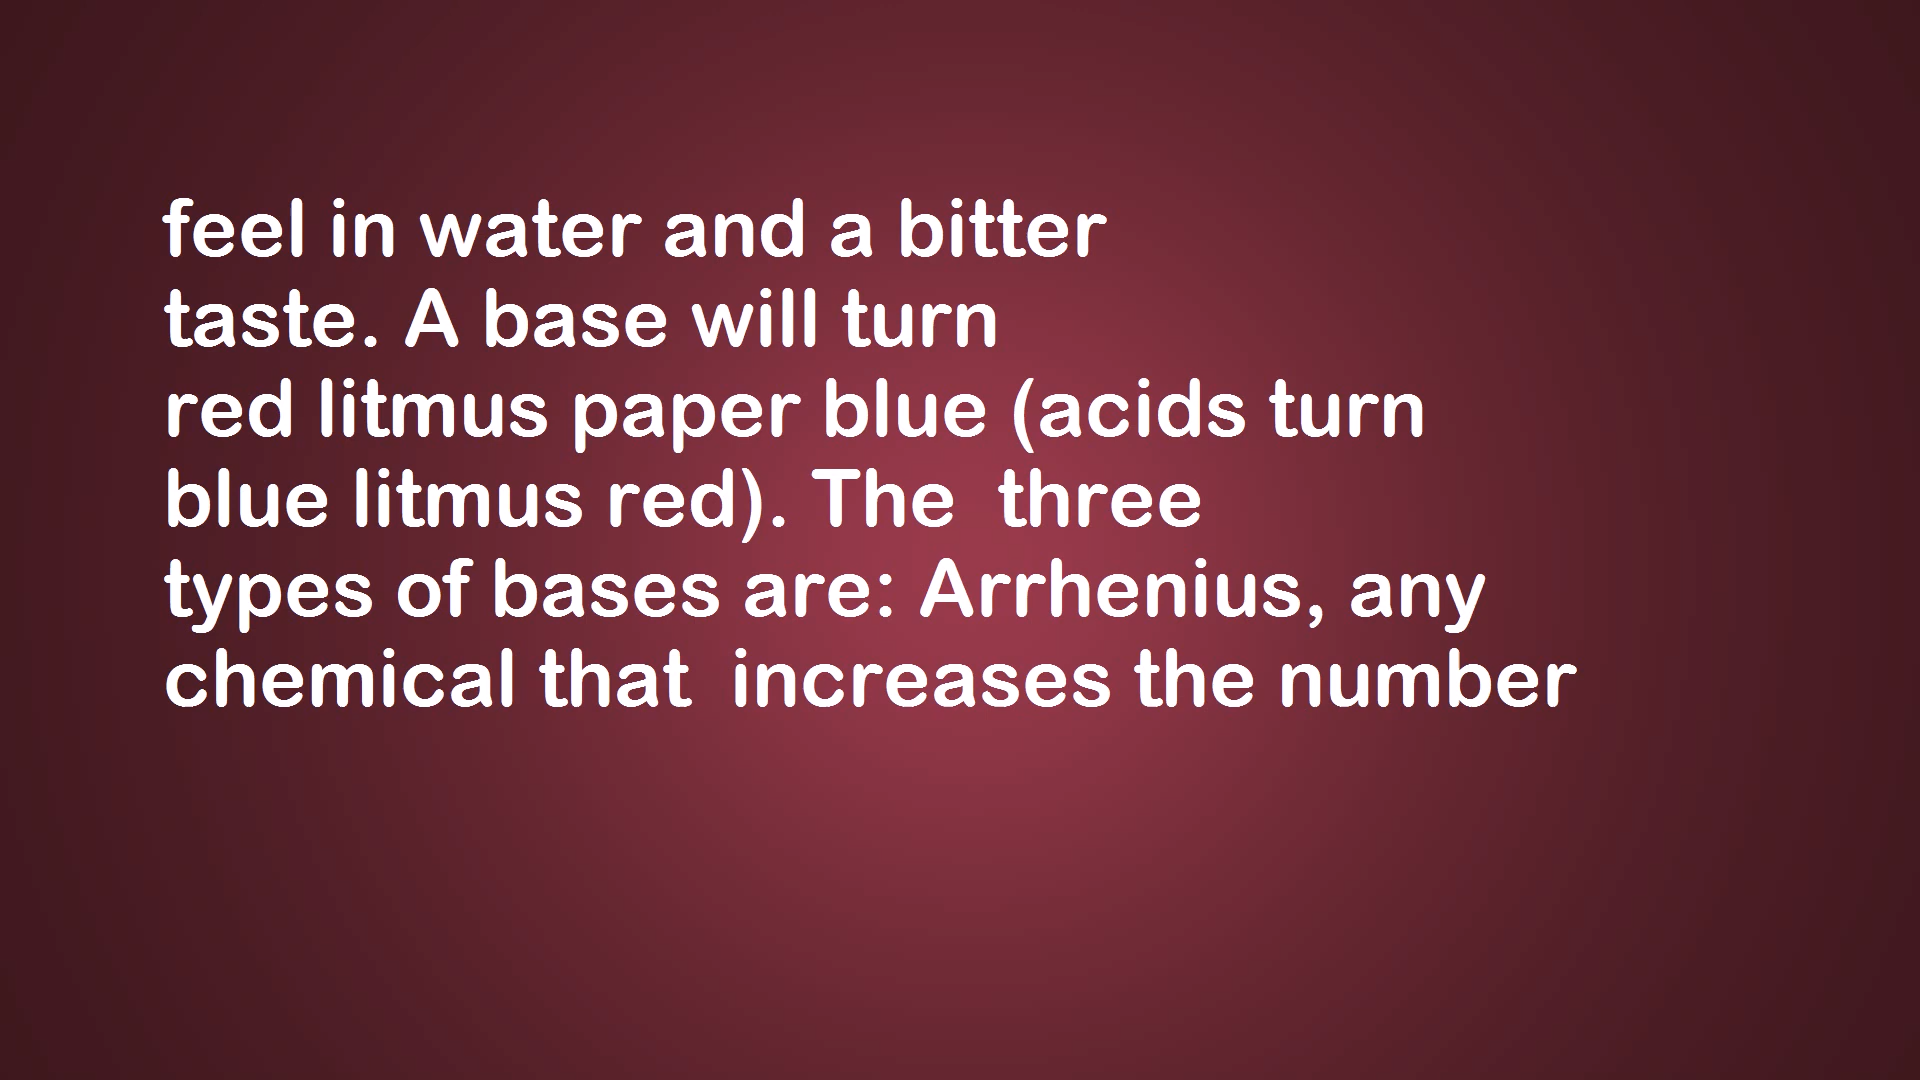 feel in water and a bitter
taste. A base will turn
red litmus paper blue (acids turn
blue litmus red). The  three
types of bases are: Arrhenius, any
chemical that  increases the number